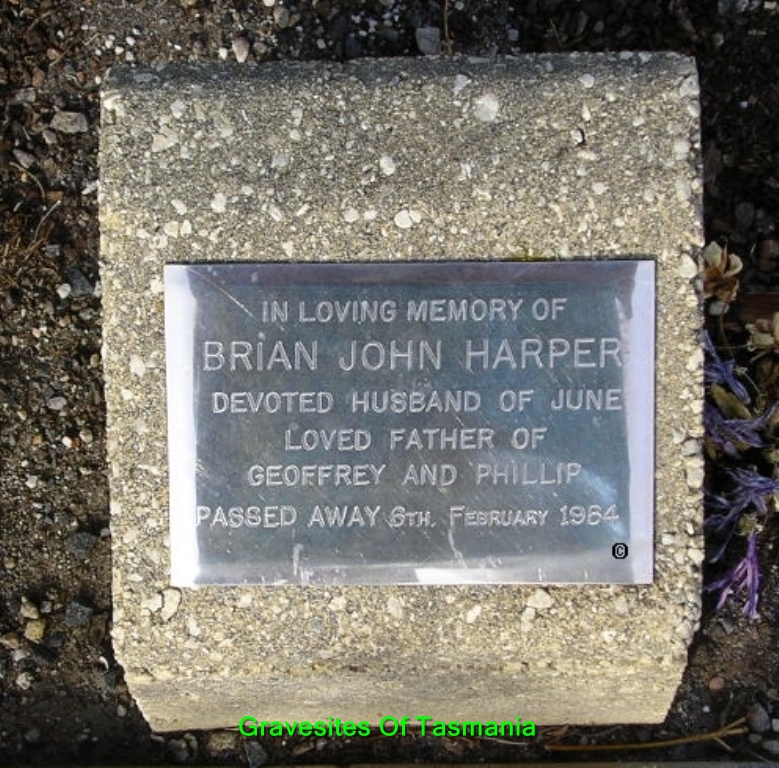 IN LOVING MEMORY OF
BRIAN JOHN HARPER
DEVOTED HUSBAND OF JUNE
LOVED FATHER OF
GEOFFREY AND PHILLIP
PASSED AWAY 6TH. FEBRUARY 1984
©
Gravesites Of Tasmania